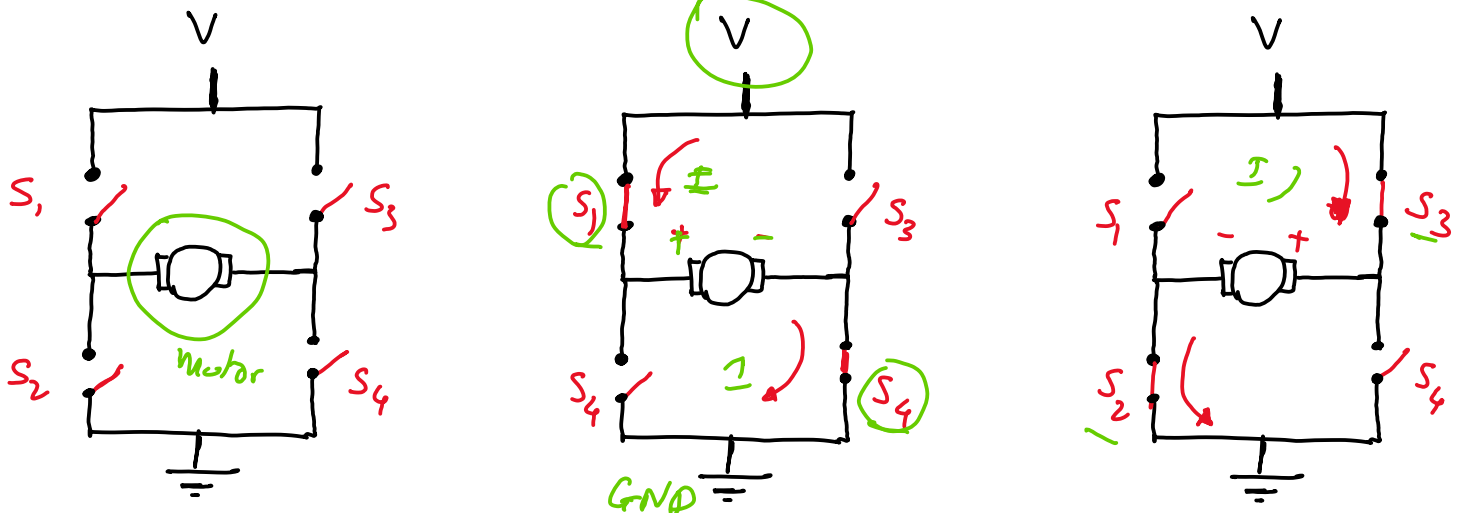 V V V
S1 S3
Motor
S2 S4
S1 I S3
+ -
I
S4 S4
GND
I
S1 S3
- +
S2 S4